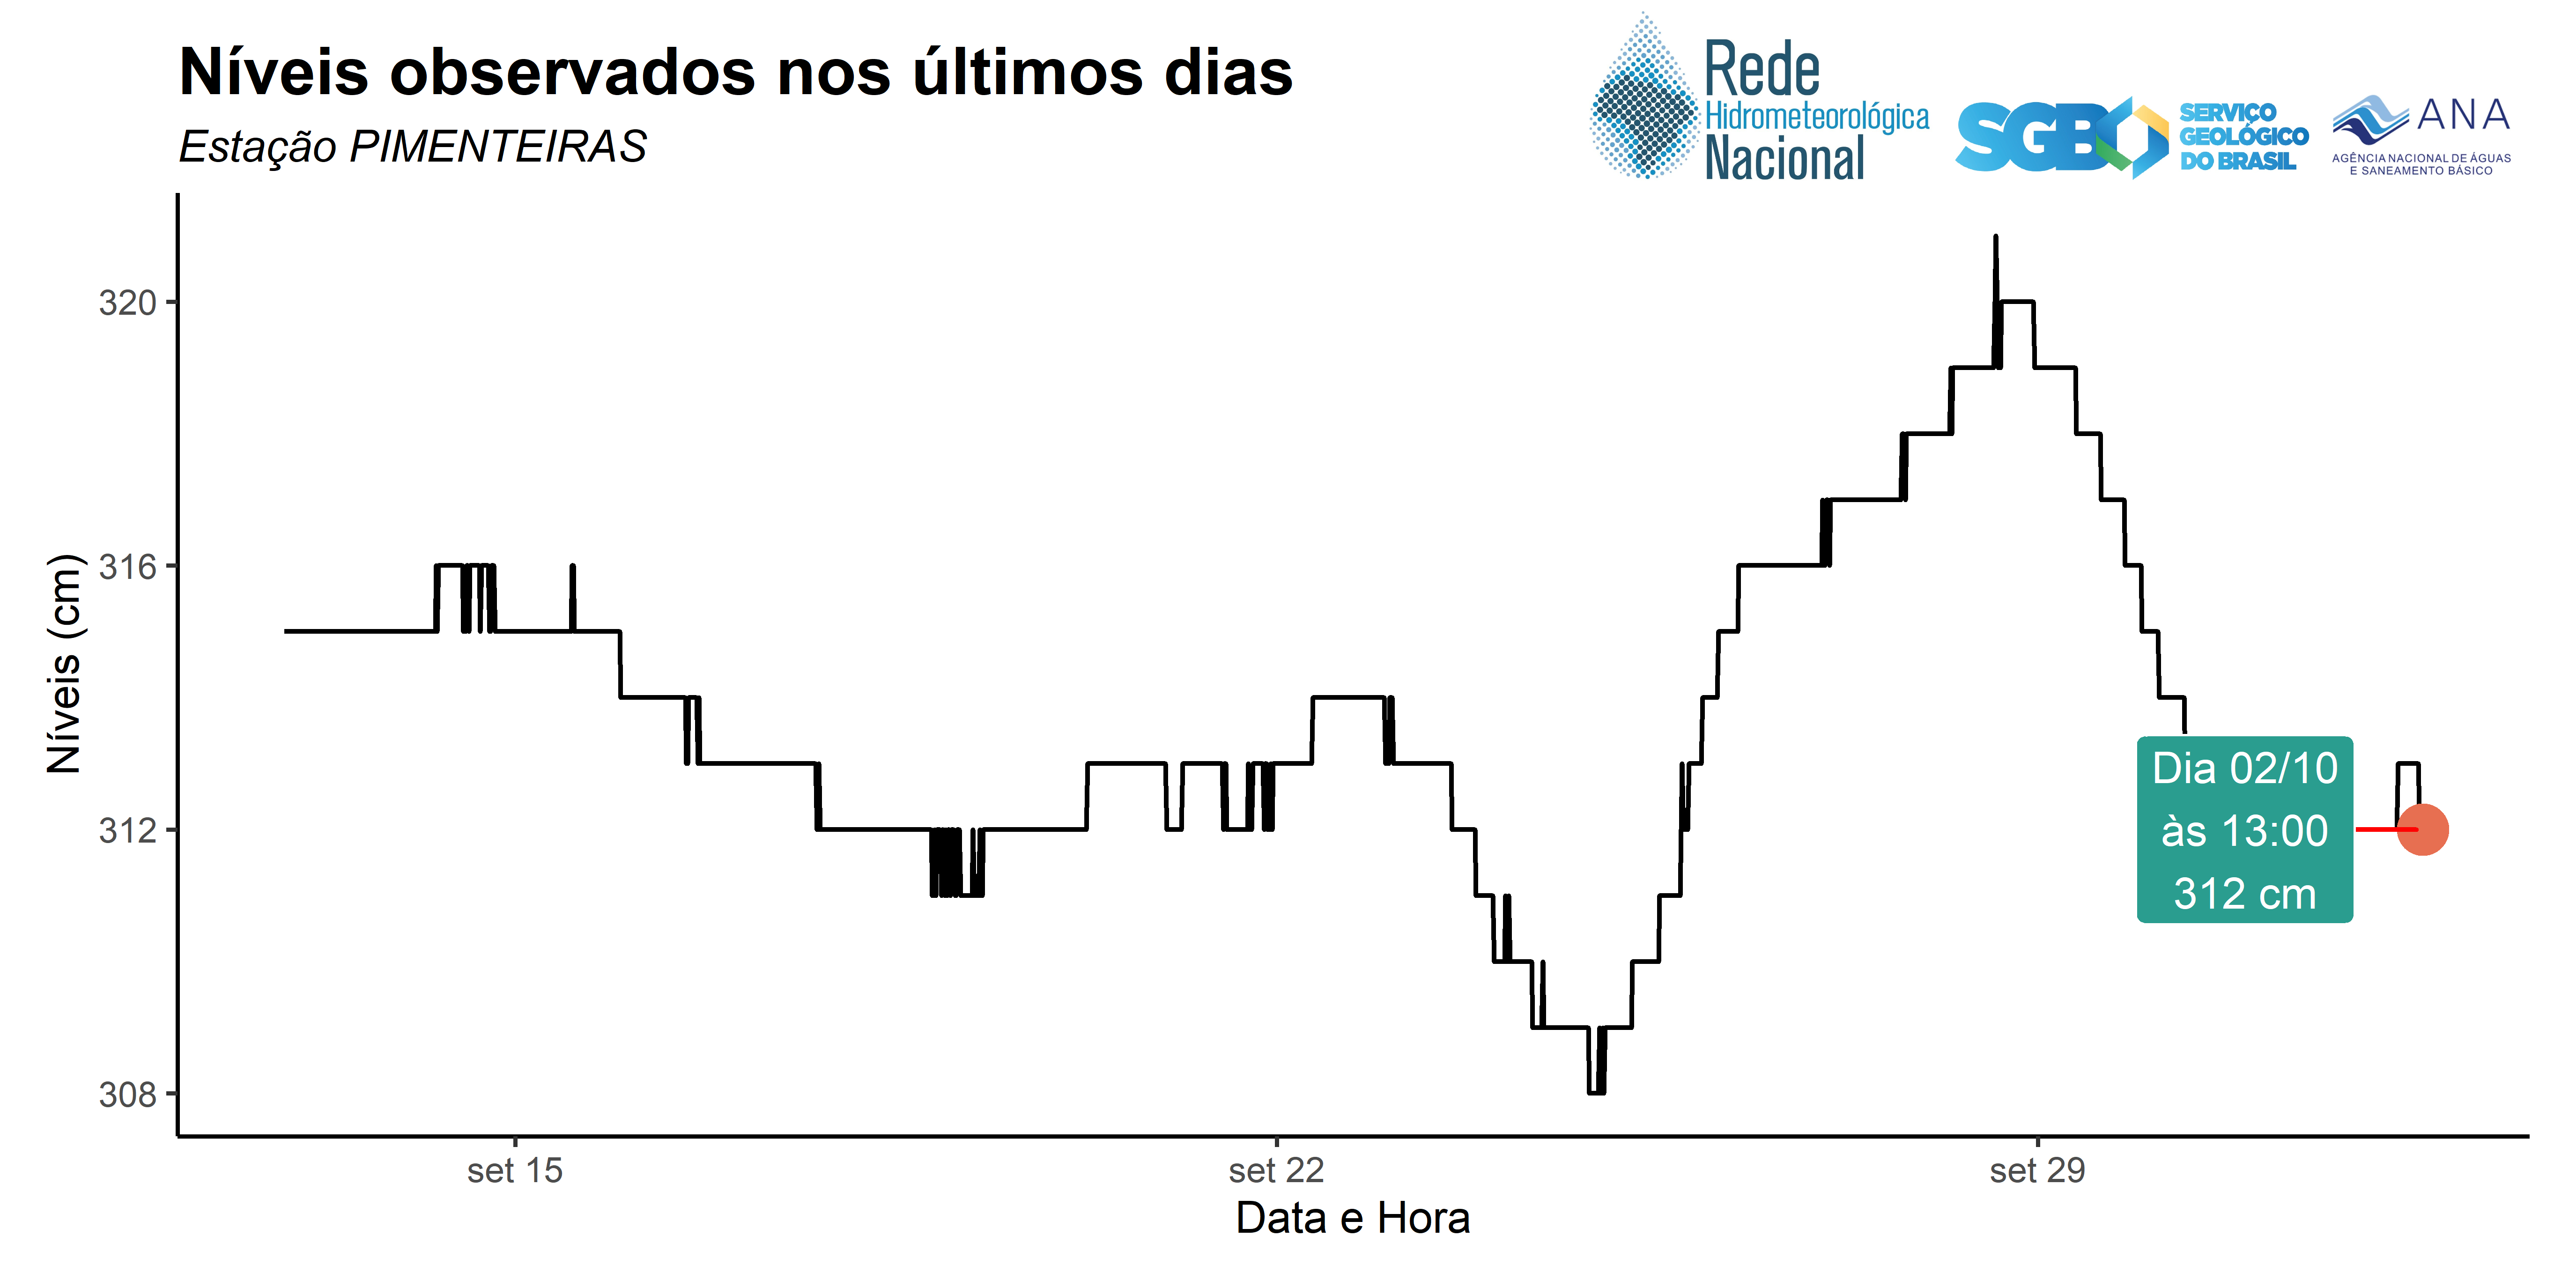 Níveis observados nos últimos dias
Estação PIMENTEIRAS
Rede
Hidrometeorológica
Nacional
SGB
SERVIÇO
GEOLÓGICO
DO BRASIL
ANA
AGÊNCIA NACIONAL DE ÁGUAS
E SANEAMENTO BÁSICO
Níveis (cm)
320
316
312
308
Dia 02/10
às 13:00
312 cm
set 15
set 22
set 29
Data e Hora